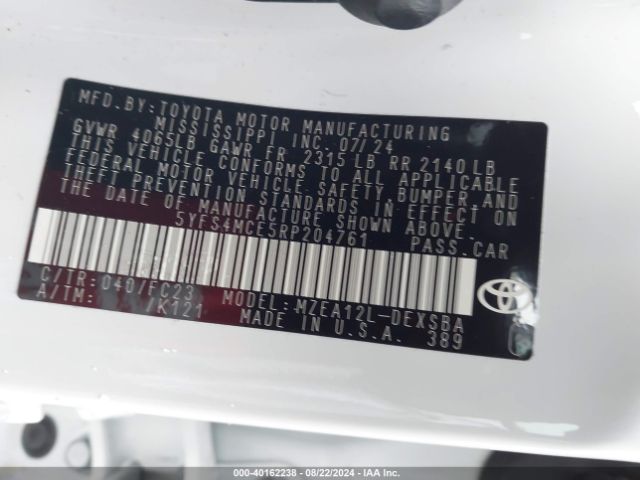 MFD. BY: TOYOTA MOTOR MANUFACTURING
MISSISSIPPI INC. 07/24
GVWR 4065LB GAWR FR 2315 LB RR 2140 LB
THIS VEHICLE CONFORMS TO ALL APPLICABLE
FEDERAL MOTOR VEHICLE SAFETY, BUMPER, AND
THEFT PREVENTION STANDARDS IN EFFECT ON
THE DATE OF MANUFACTURE SHOWN ABOVE.
5YFS4MCE5RP204761 PASS. CAR
C/TR: 040/FC23 MODEL: MZEA12L-DEXSBA
A/TM: /K121 MADE IN U.S.A. 389
TOYOTA
000-40162238 - 08/22/2024 - IAA Inc.